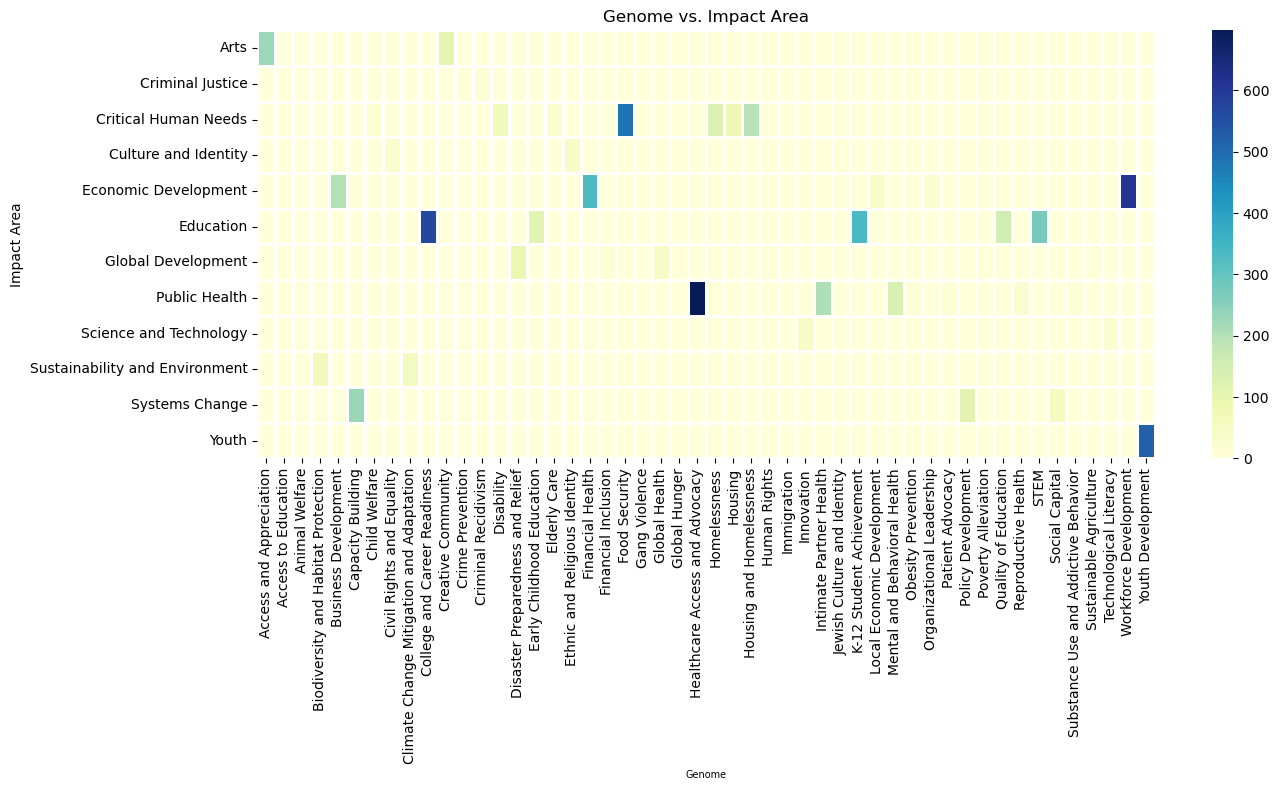 Genome vs. Impact Area
Impact Area
Arts
Criminal Justice
Critical Human Needs
Culture and Identity
Economic Development
Education
Global Development
Public Health
Science and Technology
Sustainability and Environment
Systems Change
Youth
600
500
400
300
200
100
0
Access and Appreciation
Access to Education
Animal Welfare
Biodiversity and Habitat Protection
Business Development
Capacity Building
Child Welfare
Civil Rights and Equality
Climate Change Mitigation and Adaptation
College and Career Readiness
Creative Community
Crime Prevention
Criminal Recidivism
Disability
Disaster Preparedness and Relief
Early Childhood Education
Elderly Care
Ethnic and Religious Identity
Financial Health
Financial Inclusion
Food Security
Gang Violence
Global Health
Global Hunger
Healthcare Access and Advocacy
Homelessness
Housing
Housing and Homelessness
Human Rights
Immigration
Innovation
Intimate Partner Health
Jewish Culture and Identity
K-12 Student Achievement
Local Economic Development
Mental and Behavioral Health
Obesity Prevention
Organizational Leadership
Patient Advocacy
Policy Development
Poverty Alleviation
Quality of Education
Reproductive Health
STEM
Social Capital
Substance Use and Addictive Behavior
Sustainable Agriculture
Technological Literacy
Workforce Development
Youth Development
Genome